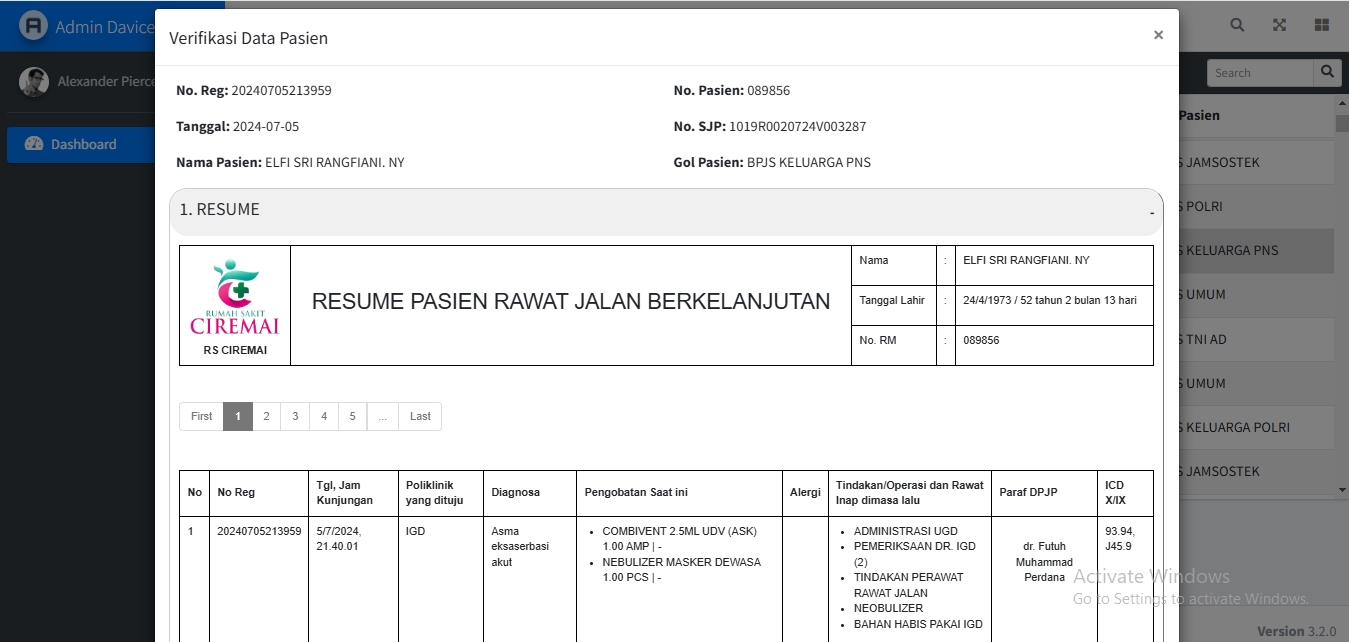 Admin Davice
Verifikasi Data Pasien
×
Alexander Pierce
Search
No. Reg: 20240705213959
No. Pasien: 089856
Tanggal: 2024-07-05
No. SJP: 1019R0020724V003287
Pasien
Dashboard
Nama Pasien: ELFI SRI RANGFIANI. NY
Gol Pasien: BPJS KELUARGA PNS
S JAMSOSTEK
1. RESUME
-
S POLRI
RUMAH SAKIT
CIREMAI
RS CIREMAI
RESUME PASIEN RAWAT JALAN BERKELANJUTAN
Nama : ELFI SRI RANGFIANI. NY
Tanggal Lahir : 24/4/1973 / 52 tahun 2 bulan 13 hari
No. RM : 089856
S KELUARGA PNS
S UMUM
S TNI AD
S UMUM
S KELUARGA POLRI
S JAMSOSTEK
First 1 2 3 4 5 ... Last
No
No Reg
Tgl, Jam
Kunjungan
Poliklinik
yang dituju
Diagnosa
Pengobatan Saat ini
Alergi
Tindakan/Operasi dan Rawat
Inap dimasa lalu
Paraf DPJP
ICD
X/IX
1
20240705213959
5/7/2024,
21.40.01
IGD
Asma
eksaserbasi
akut
• COMBIVENT 2.5ML UDV (ASK)
1.00 AMP | -
• NEBULIZER MASKER DEWASA
1.00 PCS | -
• ADMINISTRASI UGD
• PEMERIKSAAN DR. IGD
(2)
• TINDAKAN PERAWAT
RAWAT JALAN
• NEOBULIZER
• BAHAN HABIS PAKAI IGD
dr. Futuh
Muhammad
Perdana
93.94,
J45.9
Activate Windows
Go to Settings to activate Windows.
Version 3.2.0